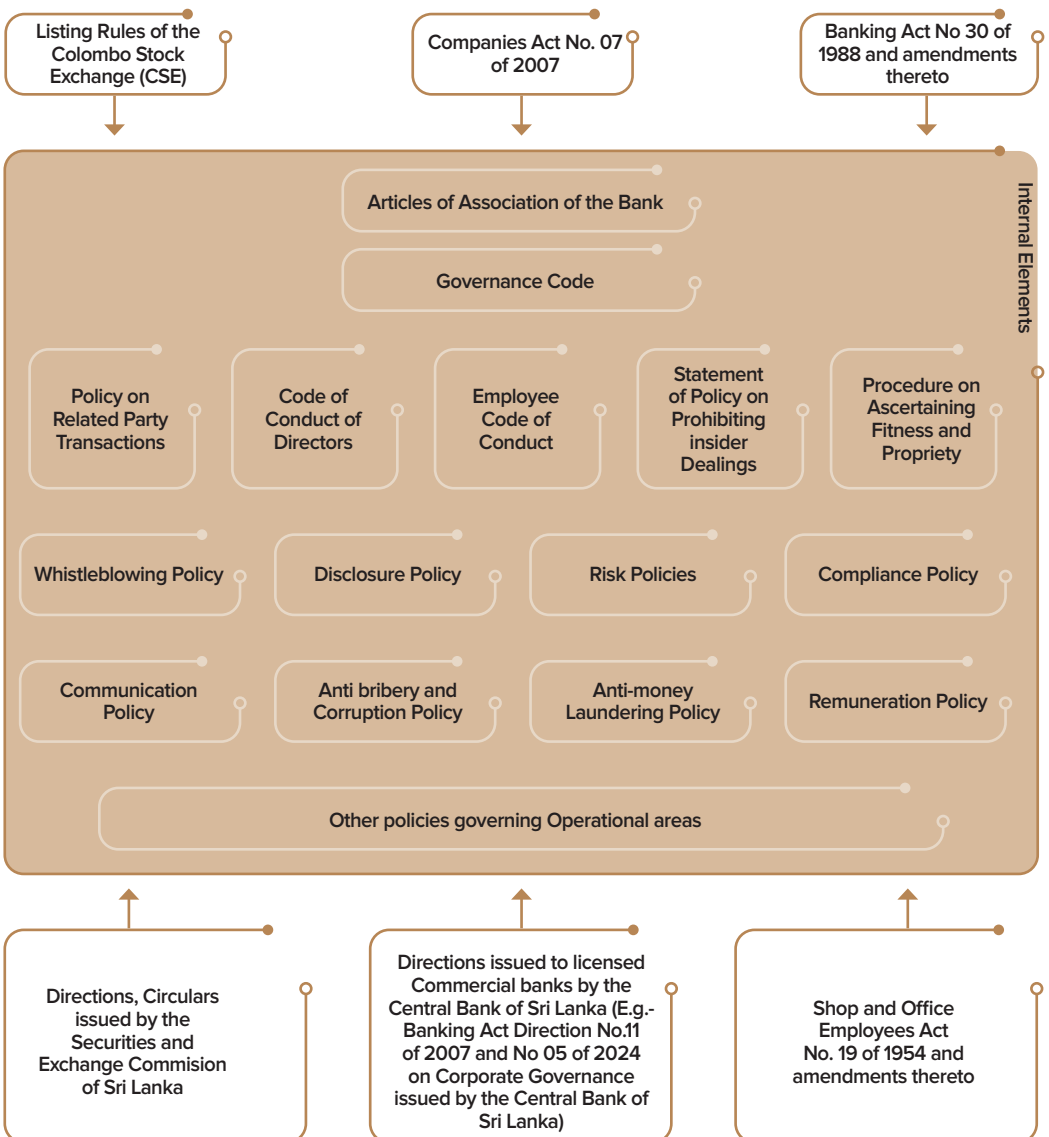 Listing Rules of the
Colombo Stock
Exchange (CSE)
Companies Act No. 07
of 2007
Banking Act No 30 of
1988 and amendments
thereto
Internal Elements
Articles of Association of the Bank
Governance Code
Policy on
Related Party
Transactions
Code of
Conduct of
Directors
Employee
Code of
Conduct
Statement
of Policy on
Prohibiting
insider
Dealings
Procedure on
Ascertaining
Fitness and
Propriety
Whistleblowing Policy
Disclosure Policy
Risk Policies
Compliance Policy
Communication
Policy
Anti bribery and
Corruption Policy
Anti-money
Laundering Policy
Remuneration Policy
Other policies governing Operational areas
Directions, Circulars
issued by the
Securities and
Exchange Commision
of Sri Lanka
Directions issued to licensed
Commercial banks by the
Central Bank of Sri Lanka (E.g.-
Banking Act Direction No.11
of 2007 and No 05 of 2024
on Corporate Governance
issued by the Central Bank of
Sri Lanka)
Shop and Office
Employees Act
No. 19 of 1954 and
amendments thereto